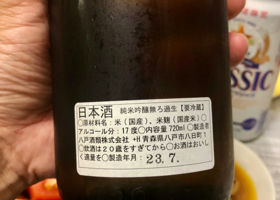 日本酒 純米吟醸無ろ過生【要冷蔵】
○原材料名：米（国産）、米麹（国産米）○
アルコール分：17度○内容量720ml○製造者
八戸酒類株式会社 +H 青森県八戸市八日町1
○飲酒は20歳をすぎてから○お酒はおいし
く適量を○製造年月：23.7.
CLASSIC